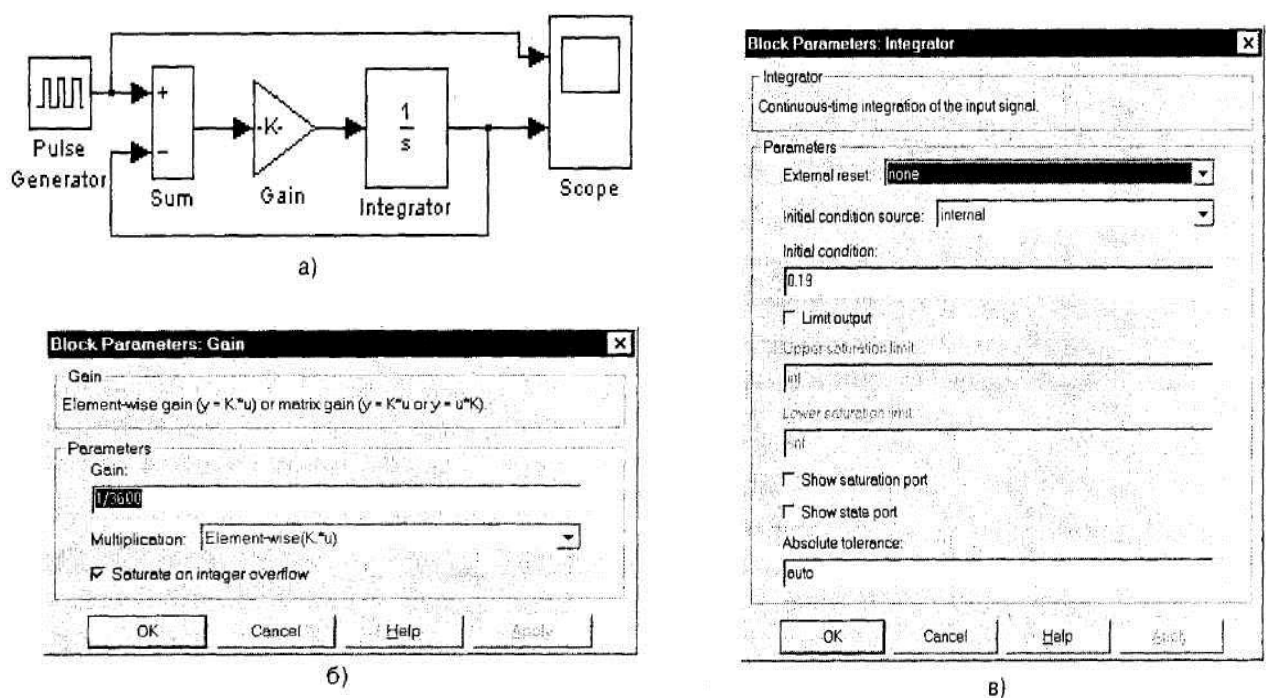 Pulse
Generator
+
−
Sum
-K-
Gain
1
s
Integrator
Scope
а)
Block Parameters: Gain
Gain
Element-wise gain (y = K.*u) or matrix gain (y = K*u or y = u*K).
Parameters
Gain:
1/3600
Multiplication: Element-wise(K.*u)
Saturate on integer overflow
OK Cancel Help Apply
б)
Block Parameters: Integrator
Integrator
Continuous-time integration of the input signal.
Parameters
External reset: none
Initial condition source: internal
Initial condition:
0.19
Limit output
Upper saturation limit
inf
Lower saturation limit
-inf
Show saturation port
Show state port
Absolute tolerance:
auto
OK Cancel Help Apply
в)